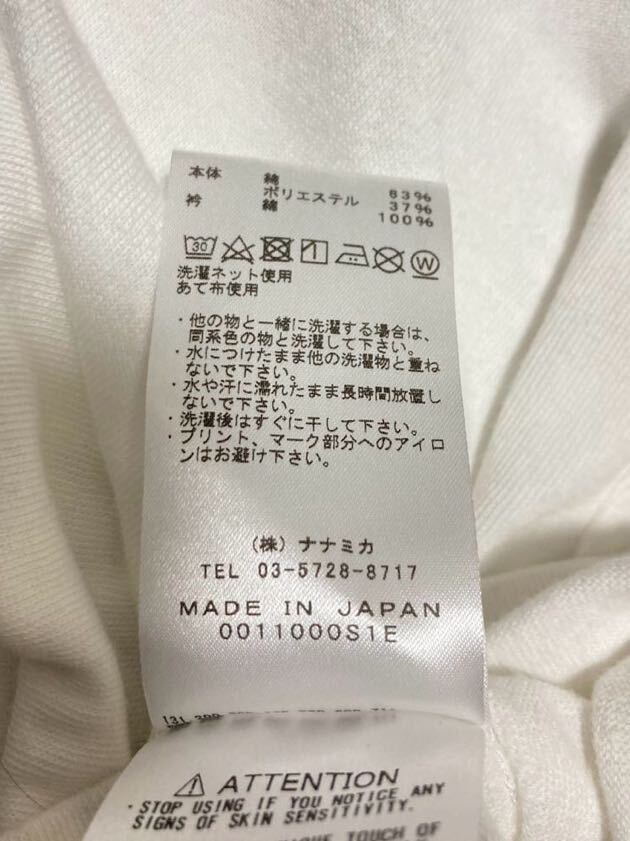 本体 綿 83%
ポリエステル 37%
衿 綿 100%
30
W
洗濯ネット使用
あて布使用
・他の物と一緒に洗濯する場合は、
同系色の物と洗濯して下さい。
・水につけたまま他の洗濯物と重ね
ないで下さい。
・水や汗に濡れたまま長時間放置し
ないで下さい。
・洗濯後はすぐに干して下さい。
・プリント、マーク部分へのアイロ
ンはお避け下さい。
(株) ナナミカ
TEL 03-5728-8717
MADE IN JAPAN
0011000S1E
ATTENTION
・STOP USING IF YOU NOTICE ANY
SIGNS OF SKIN SENSITIVITY.
TOUCH OF